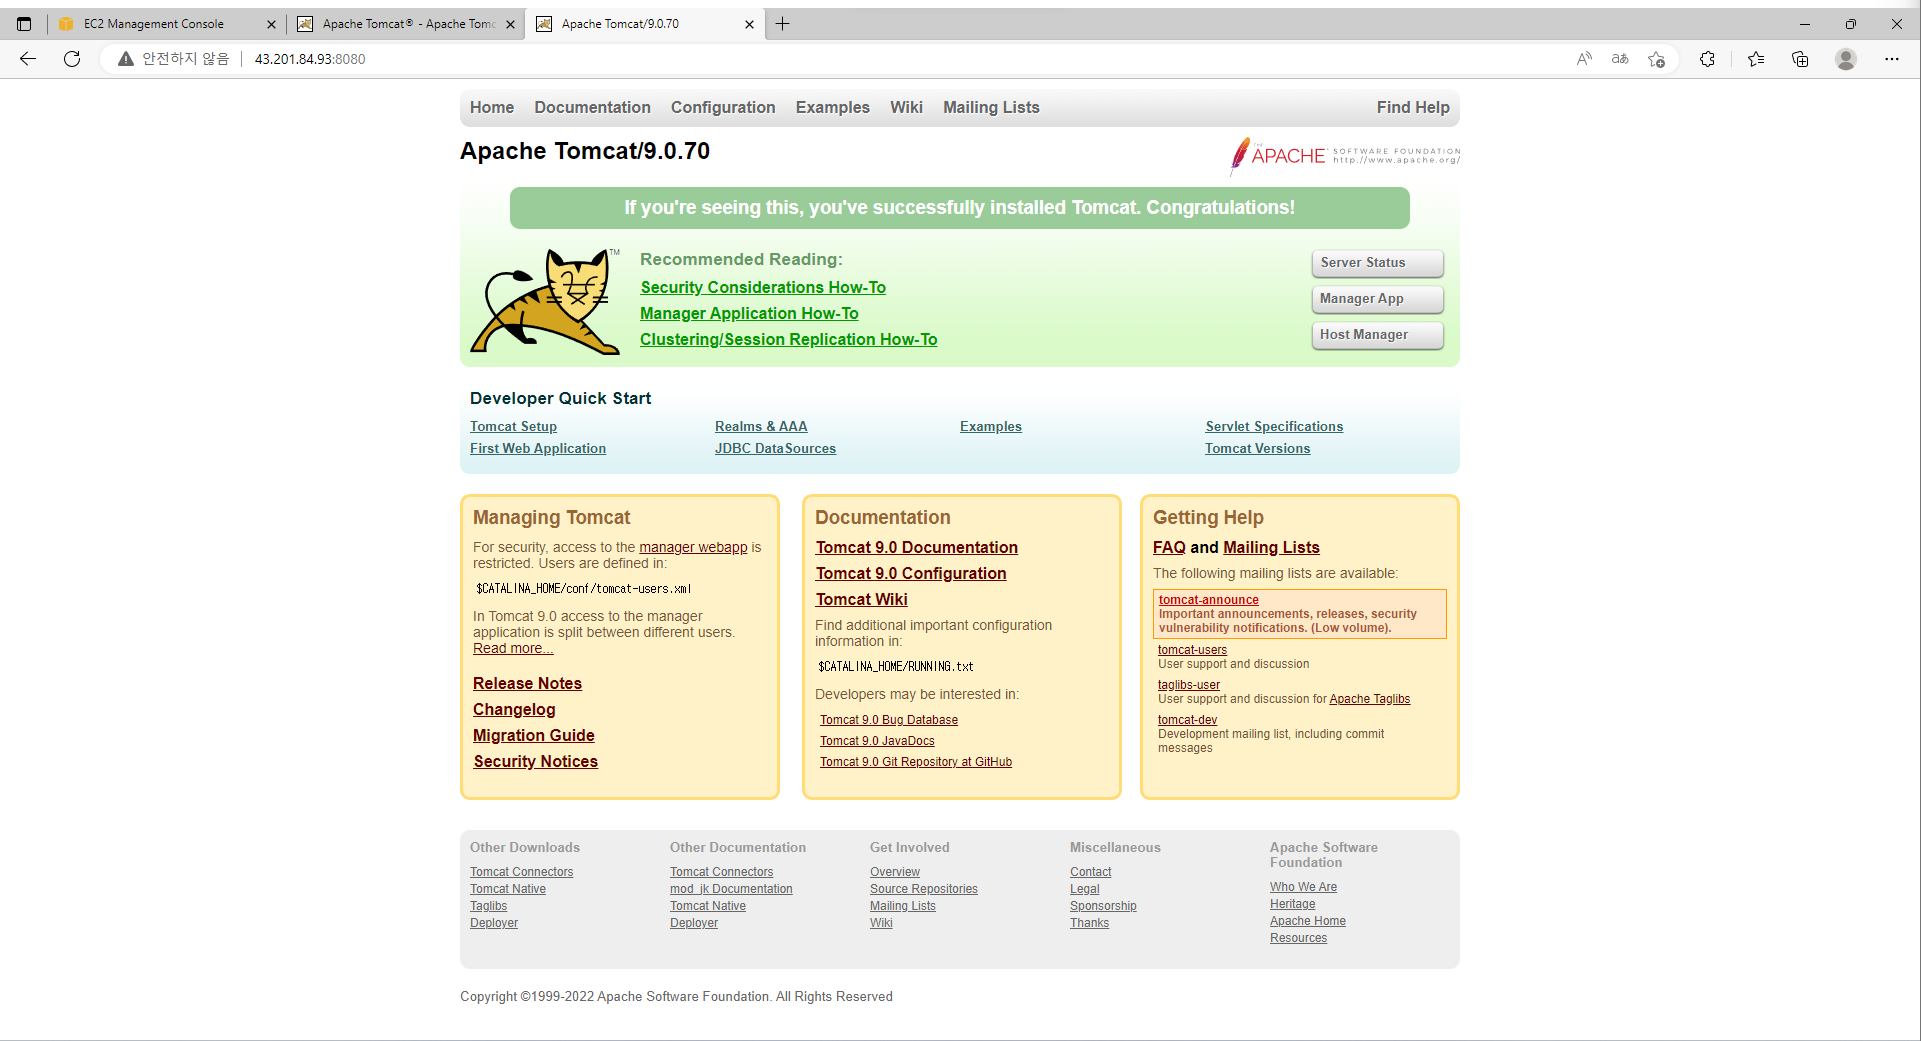 EC2 Management Console
Apache Tomcat® - Apache Tomc
Apache Tomcat/9.0.70
안전하지 않음
43.201.84.93:8080
Home Documentation Configuration Examples Wiki Mailing Lists Find Help
Apache Tomcat/9.0.70
THE APACHE SOFTWARE FOUNDATION
http://www.apache.org/
If you're seeing this, you've successfully installed Tomcat. Congratulations!
TM
Recommended Reading:
Security Considerations How-To
Manager Application How-To
Clustering/Session Replication How-To
Server Status
Manager App
Host Manager
Developer Quick Start
Tomcat Setup
First Web Application
Realms & AAA
JDBC DataSources
Examples
Servlet Specifications
Tomcat Versions
Managing Tomcat
For security, access to the manager webapp is
restricted. Users are defined in:
$CATALINA_HOME/conf/tomcat-users.xml
In Tomcat 9.0 access to the manager
application is split between different users.
Read more...
Release Notes
Changelog
Migration Guide
Security Notices
Documentation
Tomcat 9.0 Documentation
Tomcat 9.0 Configuration
Tomcat Wiki
Find additional important configuration
information in:
$CATALINA_HOME/RUNNING.txt
Developers may be interested in:
Tomcat 9.0 Bug Database
Tomcat 9.0 JavaDocs
Tomcat 9.0 Git Repository at GitHub
Getting Help
FAQ and Mailing Lists
The following mailing lists are available:
tomcat-announce
Important announcements, releases, security
vulnerability notifications. (Low volume).
tomcat-users
User support and discussion
taglibs-user
User support and discussion for Apache Taglibs
tomcat-dev
Development mailing list, including commit
messages
Other Downloads
Tomcat Connectors
Tomcat Native
Taglibs
Deployer
Other Documentation
Tomcat Connectors
mod_jk Documentation
Tomcat Native
Deployer
Get Involved
Overview
Source Repositories
Mailing Lists
Wiki
Miscellaneous
Contact
Legal
Sponsorship
Thanks
Apache Software
Foundation
Who We Are
Heritage
Apache Home
Resources
Copyright ©1999-2022 Apache Software Foundation. All Rights Reserved